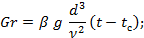 Gr = β g d³/ν² (t − t_c);